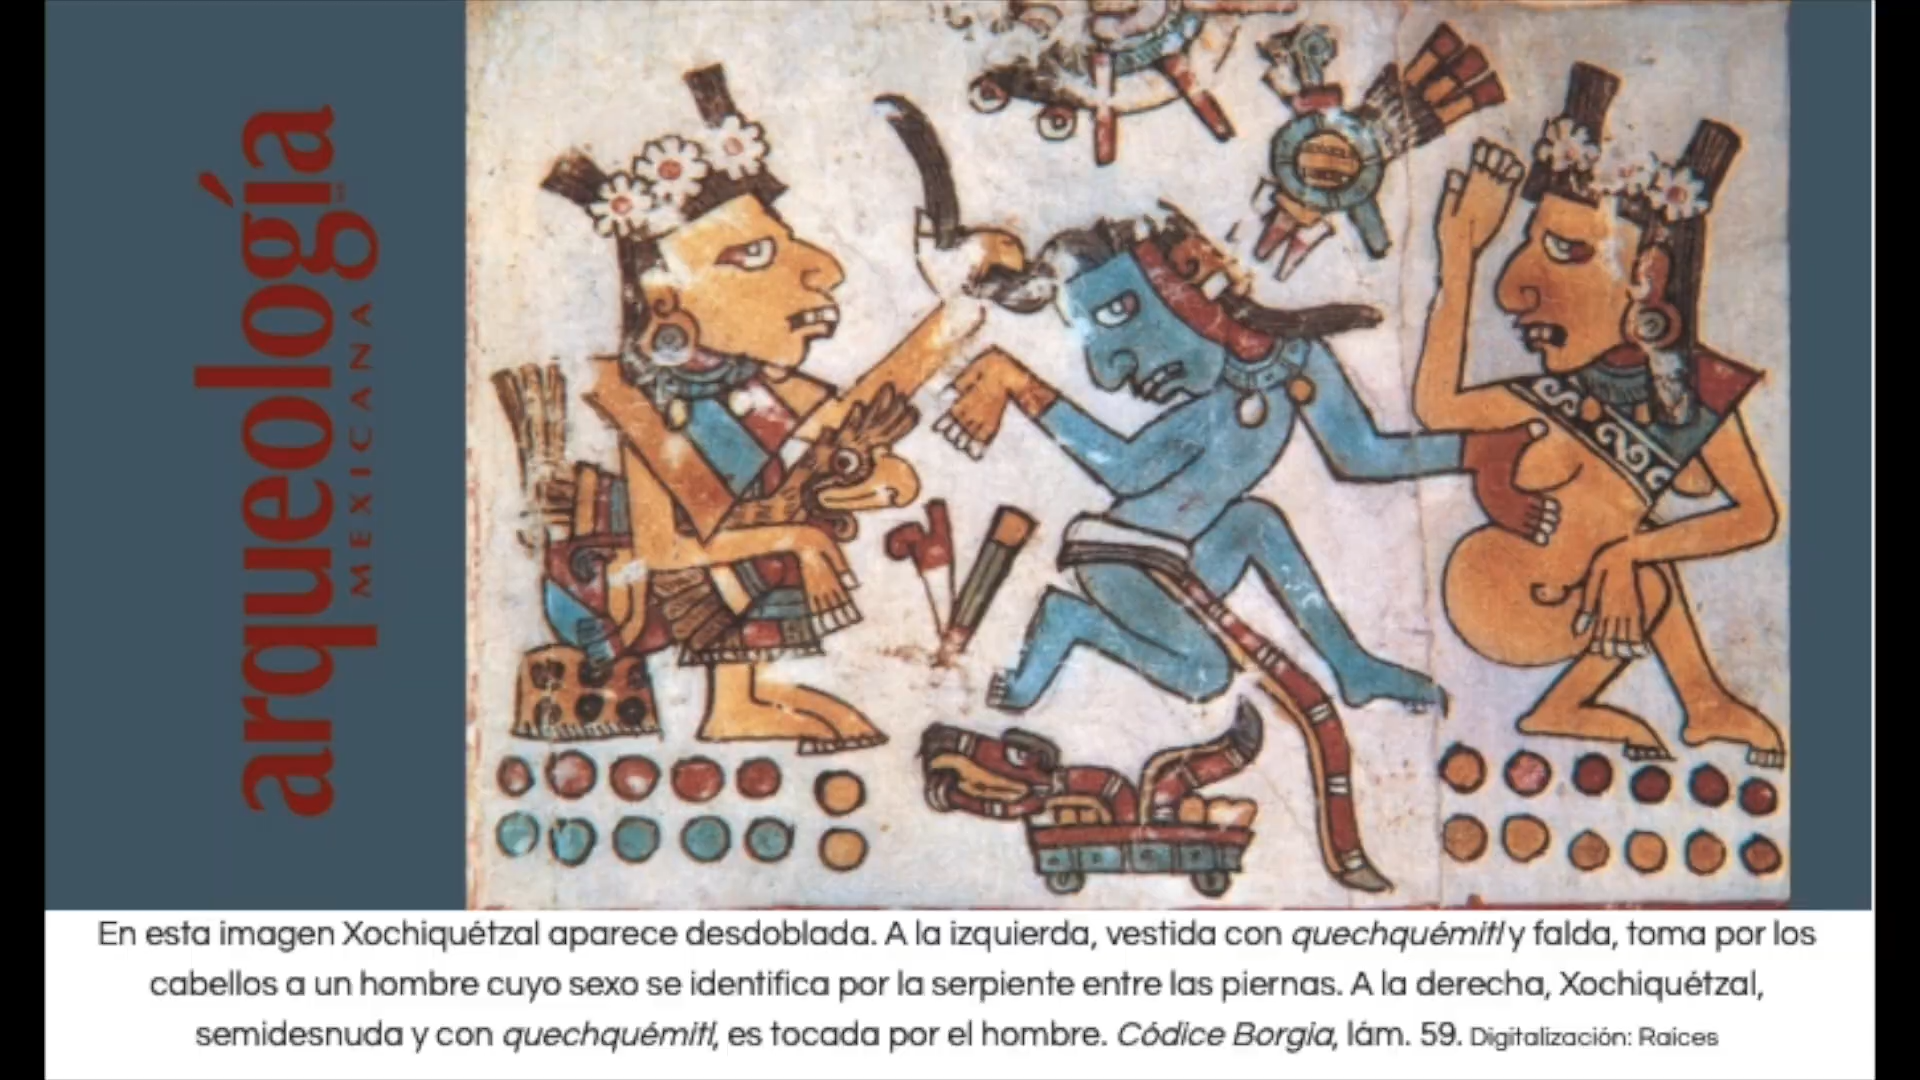 arqueología
MEXICANA
En esta imagen Xochiquétzal aparece desdoblada. A la izquierda, vestida con quechquémitl y falda, toma por los
cabellos a un hombre cuyo sexo se identifica por la serpiente entre las piernas. A la derecha, Xochiquétzal,
semidesnuda y con quechquémitl, es tocada por el hombre. Códice Borgia, lám. 59. Digitalización: Raíces